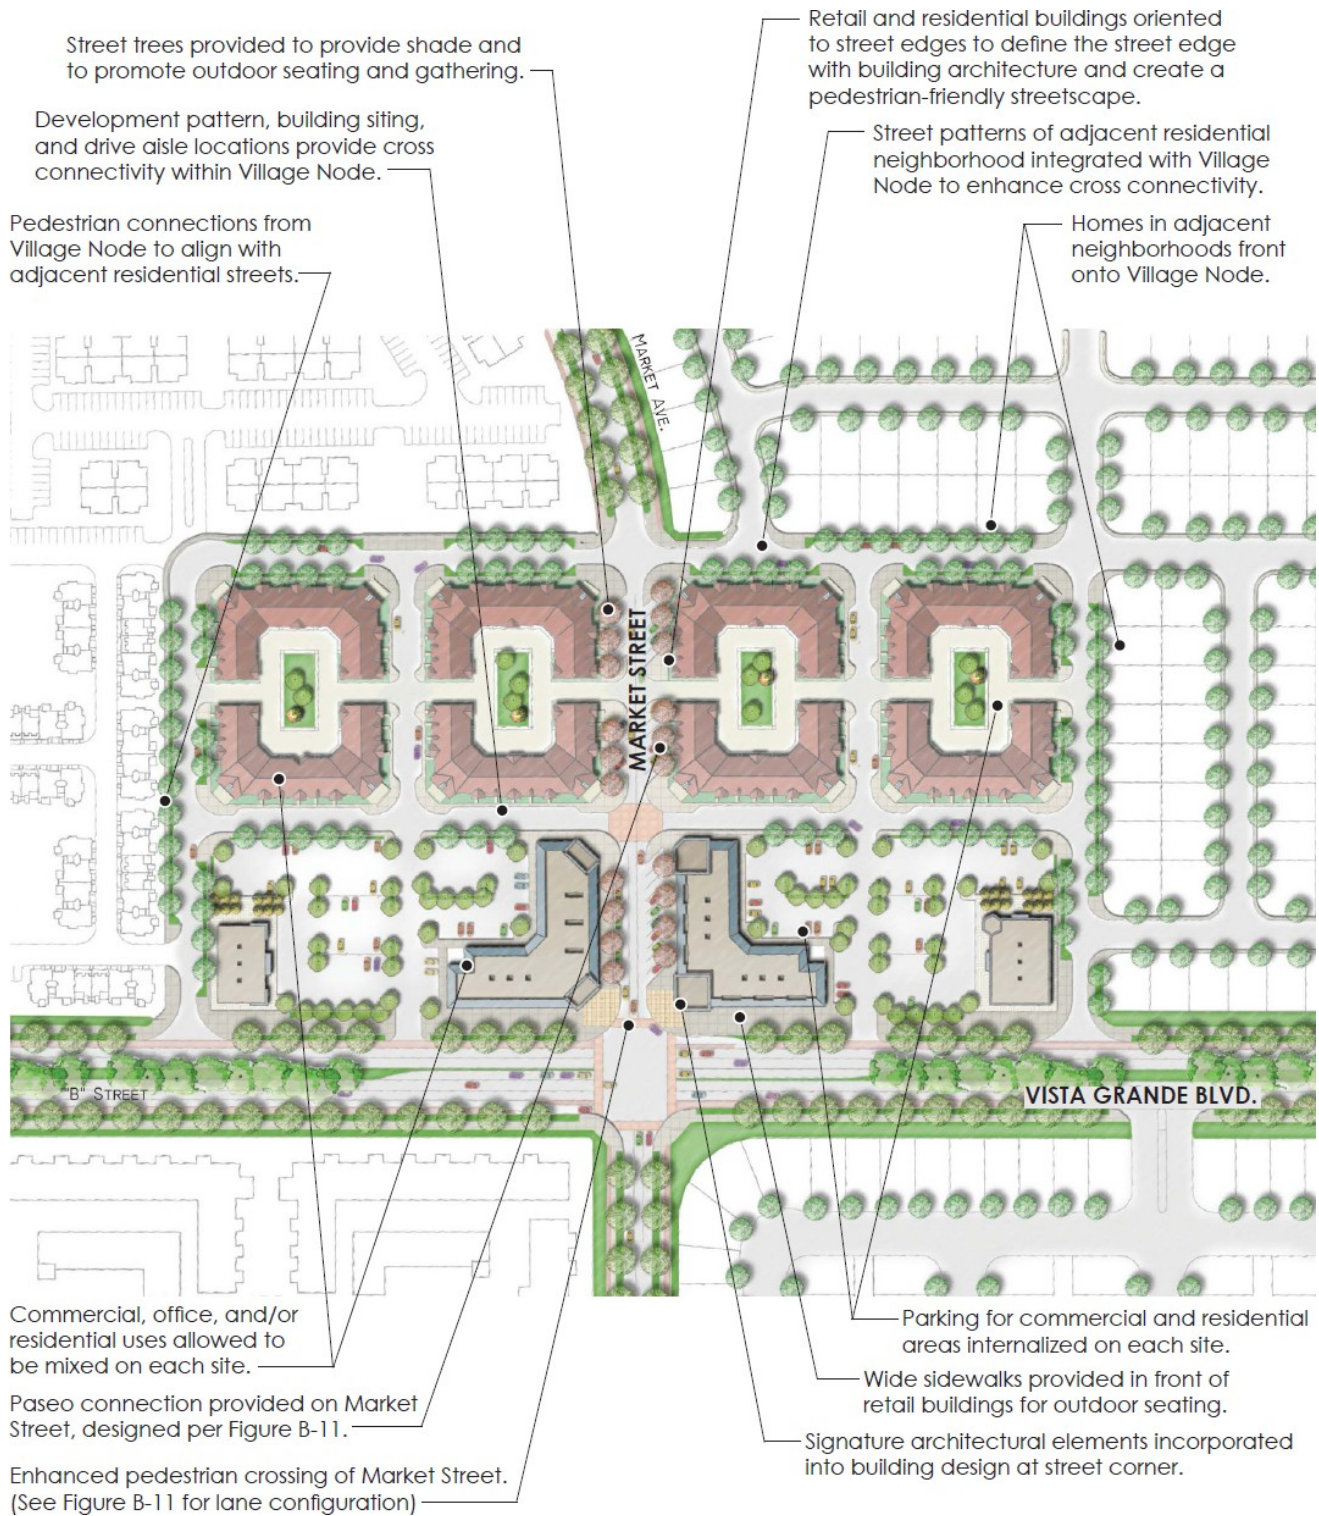 Street trees provided to provide shade and
to promote outdoor seating and gathering.
Development pattern, building siting,
and drive aisle locations provide cross
connectivity within Village Node.
Pedestrian connections from
Village Node to align with
adjacent residential streets.
Retail and residential buildings oriented
to street edges to define the street edge
with building architecture and create a
pedestrian-friendly streetscape.
Street patterns of adjacent residential
neighborhood integrated with Village
Node to enhance cross connectivity.
Homes in adjacent
neighborhoods front
onto Village Node.
MARKET AVE.
MARKET STREET
"B" STREET
VISTA GRANDE BLVD.
Commercial, office, and/or
residential uses allowed to
be mixed on each site.
Paseo connection provided on Market
Street, designed per Figure B-11.
Enhanced pedestrian crossing of Market Street.
(See Figure B-11 for lane configuration)
Parking for commercial and residential
areas internalized on each site.
Wide sidewalks provided in front of
retail buildings for outdoor seating.
Signature architectural elements incorporated
into building design at street corner.